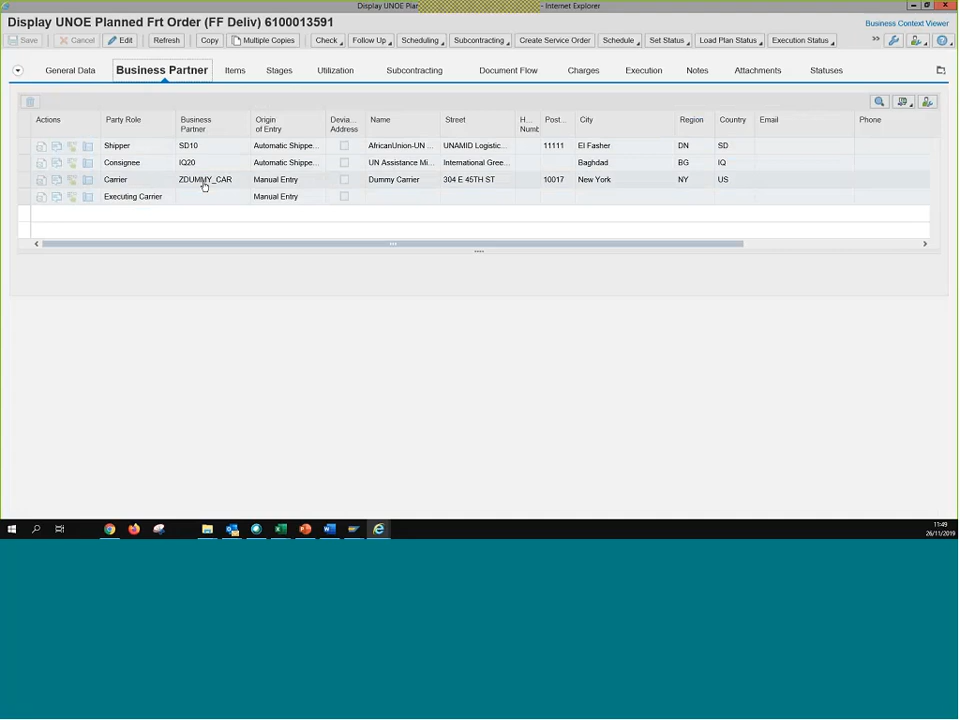 Display UNOE Plan - Internet Explorer
Display UNOE Planned Frt Order (FF Deliv) 6100013591
Business Context Viewer
Save Cancel Edit Refresh Copy Multiple Copies Check Follow Up Scheduling Subcontracting Create Service Order Schedule Set Status Load Plan Status Execution Status »
General Data Business Partner Items Stages Utilization Subcontracting Document Flow Charges Execution Notes Attachments Statuses
Actions Party Role Business Partner Origin of Entry Devia... Address Name Street H... Numbe Post... City Region Country Email Phone
Shipper SD10 Automatic Shippe... AfricanUnion-UN ... UNAMID Logistic... 11111 El Fasher DN SD
Consignee IQ20 Automatic Shippe... UN Assistance Mi... International Gree... Baghdad BG IQ
Carrier ZDUMMY_CAR Manual Entry Dummy Carrier 304 E 45TH ST 10017 New York NY US
Executing Carrier Manual Entry
11:49
26/11/2019